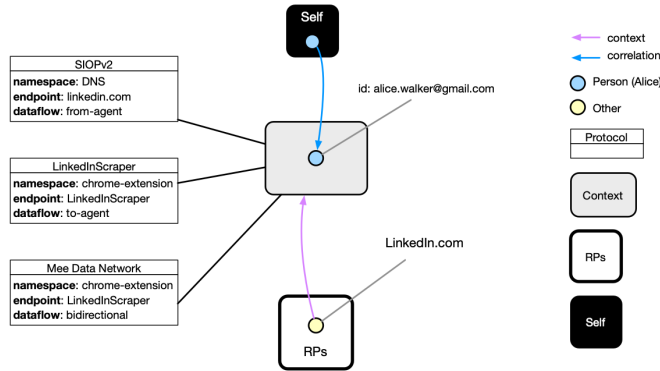 Self
SIOPv2
namespace: DNS
endpoint: linkedin.com
dataflow: from-agent
id: alice.walker@gmail.com
LinkedInScraper
namespace: chrome-extension
endpoint: LinkedInScraper
dataflow: to-agent
Mee Data Network
namespace: chrome-extension
endpoint: LinkedInScraper
dataflow: bidirectional
LinkedIn.com
RPs
context
correlation
Person (Alice)
Other
Protocol
Context
RPs
Self